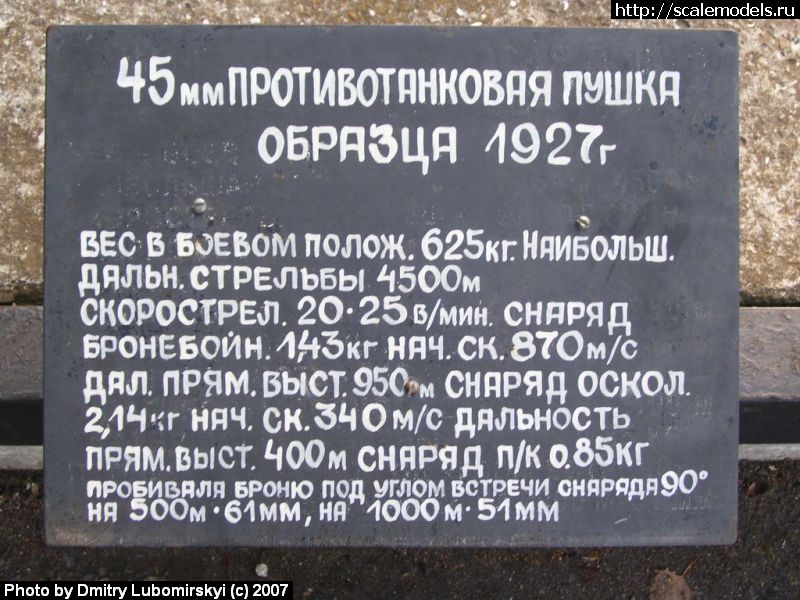 http://scalemodels.ru
45мм ПРОТИВОТАНКОВАЯ ПУШКА
ОБРАЗЦА 1927г
ВЕС В БОЕВОМ ПОЛОЖ. 625кг. НАИБОЛЬШ.
ДАЛЬН. СТРЕЛЬБЫ 4500м
СКОРОСТРЕЛ. 20·25 В/МИН. СНАРЯД
БРОНЕБОЙН. 1,43кг НАЧ. СК. 870м/с
ДАЛ. ПРЯМ. ВЫСТ. 950м СНАРЯД ОСКОЛ.
2,14кг НАЧ. СК. 340м/с ДАЛЬНОСТЬ
ПРЯМ. ВЫСТ. 400м СНАРЯД П/К 0.85кг
ПРОБИВАЛА БРОНЮ ПОД УГЛОМ ВСТРЕЧИ СНАРЯДА 90°
НА 500м·61мм, НА 1000м·51мм
Photo by Dmitry Lubomirskyi (c) 2007